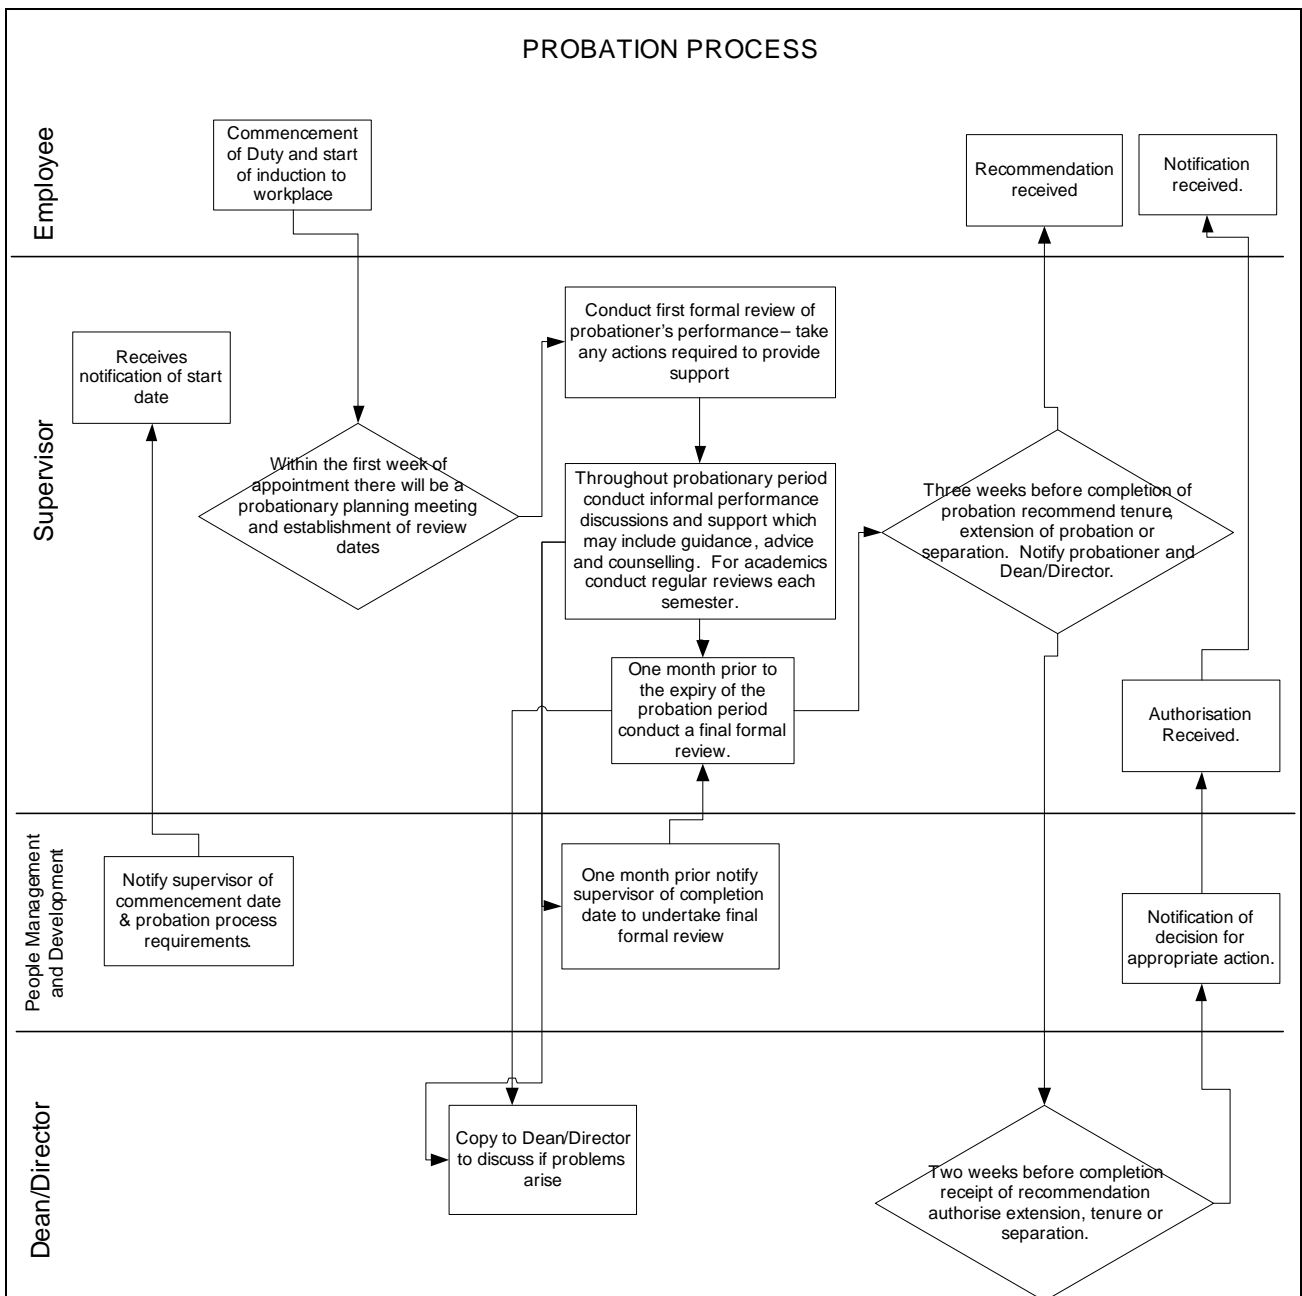 PROBATION PROCESS
Employee
Commencement
of Duty and start
of induction to
workplace
Recommendation
received
Notification
received.
Supervisor
Receives
notification of start
date
Within the first week of
appointment there will be a
probationary planning meeting
and establishment of review
dates
Conduct first formal review of
probationer's performance – take
any actions required to provide
support
Throughout probationary period
conduct informal performance
discussions and support which
may include guidance, advice
and counselling. For academics
conduct regular reviews each
semester.
One month prior to
the expiry of the
probation period
conduct a final formal
review.
Three weeks before completion of
probation recommend tenure,
extension of probation or
separation. Notify probationer and
Dean/Director.
Authorisation
Received.
People Management
and Development
Notify supervisor of
commencement date
& probation process
requirements.
One month prior notify
supervisor of completion
date to undertake final
formal review
Notification of
decision for
appropriate action.
Dean/Director
Copy to Dean/Director
to discuss if problems
arise
Two weeks before completion
receipt of recommendation
authorise extension, tenure or
separation.